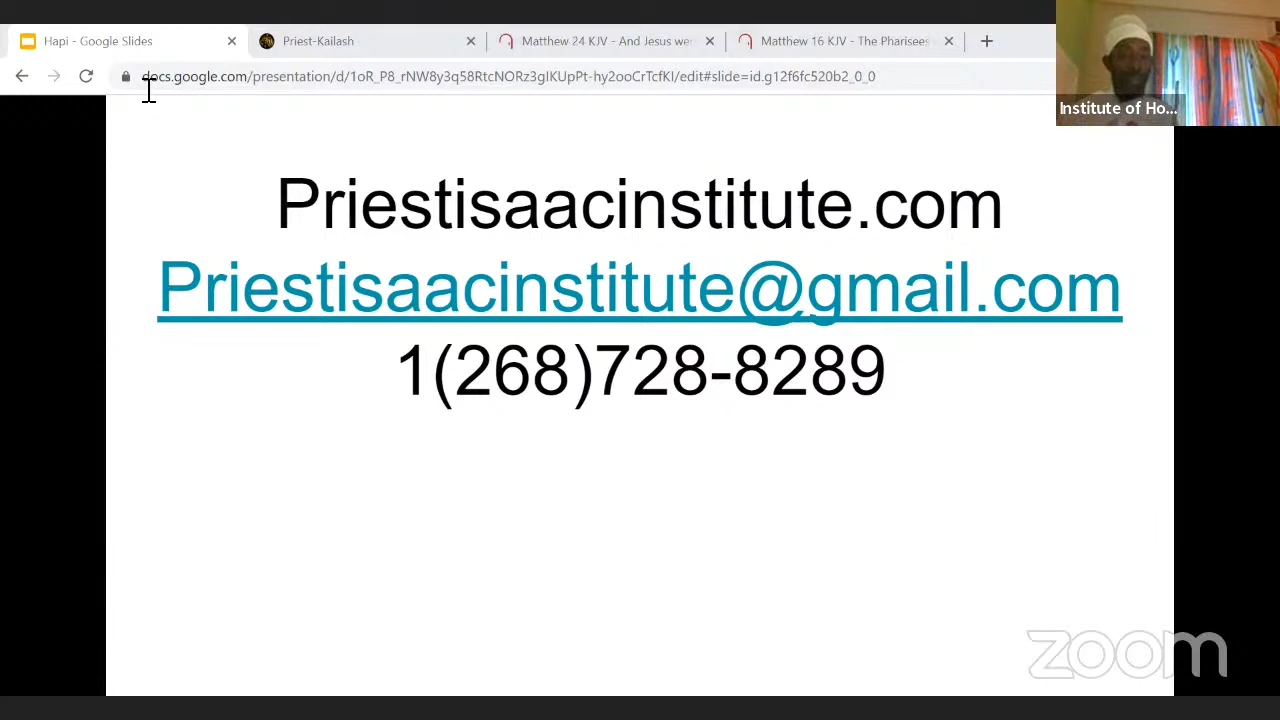 Hapi - Google Slides
Priest-Kailash
Matthew 24 KJV - And Jesus we
Matthew 16 KJV - The Pharisees
docs.google.com/presentation/d/1oR_P8_rNW8y3q58RtcNORz3gIKUpPt-hy2ooCrTcfKI/edit#slide=id.g12f6fc520b2_0_0
Institute of Ho...
Priestisaacinstitute.com
Priestisaacinstitute@gmail.com
1(268)728-8289
zoom